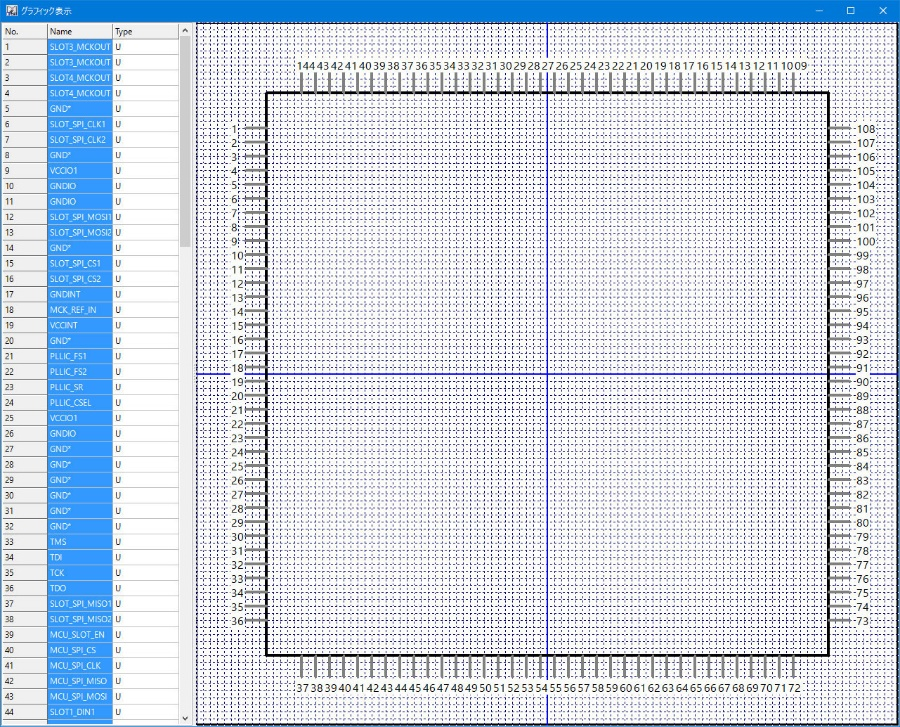 グラフィック表示
No. Name Type
1 SLOT3_MCKOUT U
2 SLOT3_MCKOUT U
3 SLOT4_MCKOUT U
4 SLOT4_MCKOUT U
5 GND* U
6 SLOT_SPI_CLK1 U
7 SLOT_SPI_CLK2 U
8 GND* U
9 VCCIO1 U
10 GNDIO U
11 GNDIO U
12 SLOT_SPI_MOSI1 U
13 SLOT_SPI_MOSI2 U
14 GND* U
15 SLOT_SPI_CS1 U
16 SLOT_SPI_CS2 U
17 GNDINT U
18 MCK_REF_IN U
19 VCCINT U
20 GND* U
21 PLLIC_FS1 U
22 PLLIC_FS2 U
23 PLLIC_SR U
24 PLLIC_CSEL U
25 VCCIO1 U
26 GNDIO U
27 GND* U
28 GND* U
29 GND* U
30 GND* U
31 GND* U
32 GND* U
33 TMS U
34 TDI U
35 TCK U
36 TDO U
37 SLOT_SPI_MISO1 U
38 SLOT_SPI_MISO2 U
39 MCU_SLOT_EN U
40 MCU_SPI_CS U
41 MCU_SPI_CLK U
42 MCU_SPI_MISO U
43 MCU_SPI_MOSI U
44 SLOT1_DIN1 U
144 43 42 41 40 39 38 37 36 35 34 33 32 31 30 29 28 27 26 25 24 23 22 21 20 19 18 17 16 15 14 13 12 11 10 09
1 108
2 107
3 106
4 105
5 104
6 103
7 102
8 101
9 100
10 99
11 98
12 97
13 96
14 95
15 94
16 93
17 92
18 91
19 90
20 89
21 88
22 87
23 86
24 85
25 84
26 83
27 82
28 81
29 80
30 79
31 78
32 77
33 76
34 75
35 74
36 73
37 38 39 40 41 42 43 44 45 46 47 48 49 50 51 52 53 54 55 56 57 58 59 60 61 62 63 64 65 66 67 68 69 70 71 72